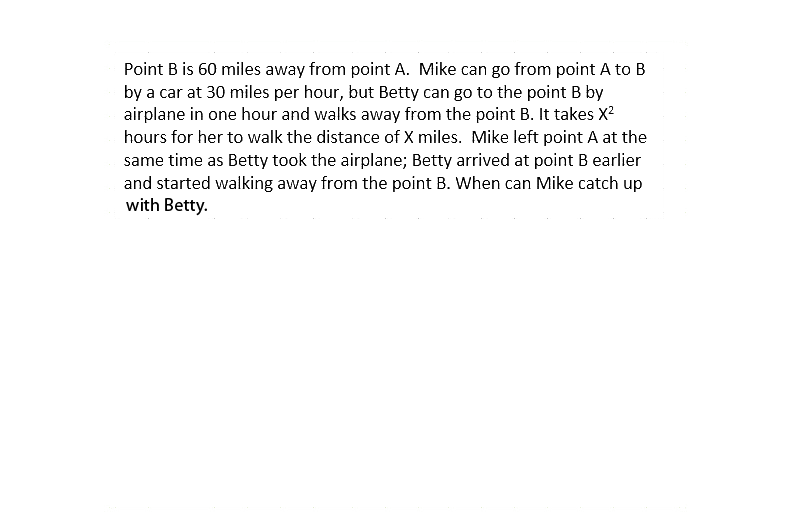 Point B is 60 miles away from point A.  Mike can go from point A to B
by a car at 30 miles per hour, but Betty can go to the point B by
airplane in one hour and walks away from the point B. It takes X²
hours for her to walk the distance of X miles.  Mike left point A at the
same time as Betty took the airplane; Betty arrived at point B earlier
and started walking away from the point B. When can Mike catch up
with Betty.